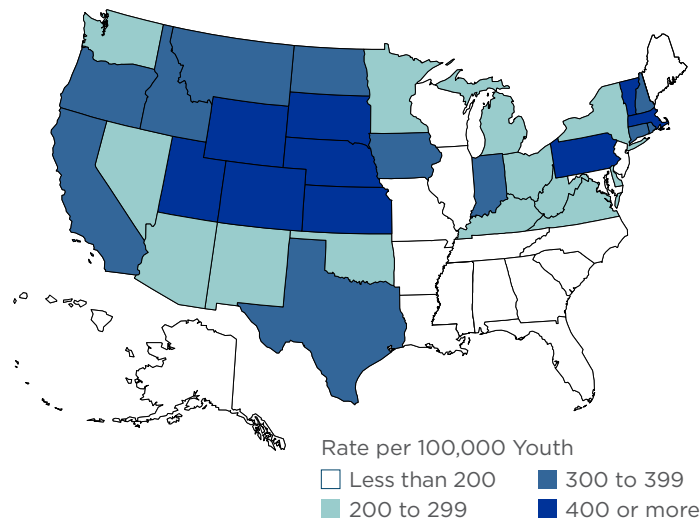 Rate per 100,000 Youth
Less than 200
300 to 399
200 to 299
400 or more